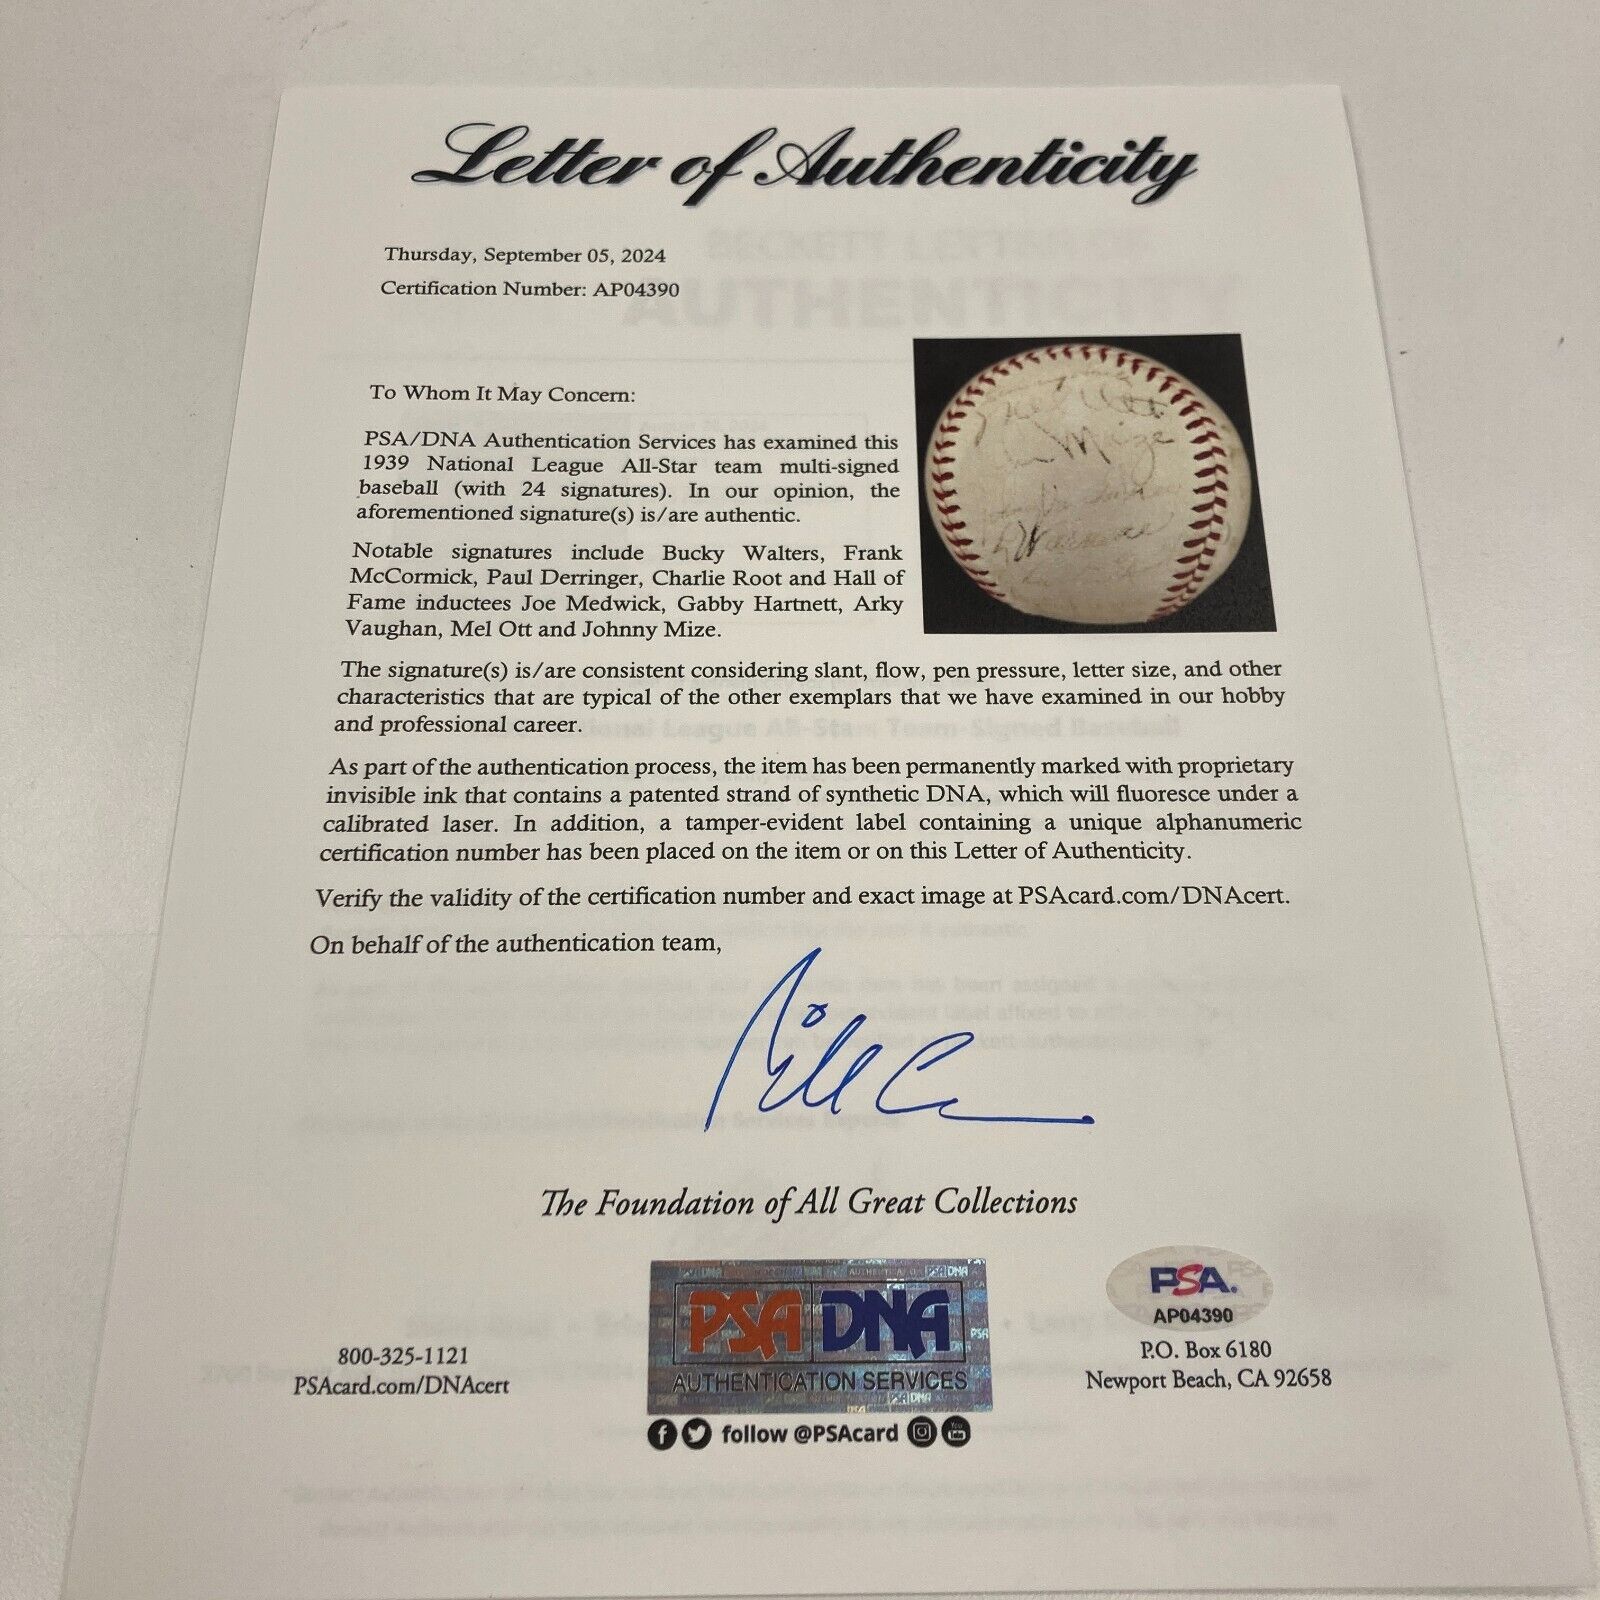 Letter of Authenticity
Thursday, September 05, 2024
Certification Number: AP04390
To Whom It May Concern:
PSA/DNA Authentication Services has examined this
1939 National League All-Star team multi-signed
baseball (with 24 signatures). In our opinion, the
aforementioned signature(s) is/are authentic.
Notable signatures include Bucky Walters, Frank
McCormick, Paul Derringer, Charlie Root and Hall of
Fame inductees Joe Medwick, Gabby Hartnett, Arky
Vaughan, Mel Ott and Johnny Mize.
Mel Ott
Mize
The signature(s) is/are consistent considering slant, flow, pen pressure, letter size, and other
characteristics that are typical of the other exemplars that we have examined in our hobby
and professional career.
As part of the authentication process, the item has been permanently marked with proprietary
invisible ink that contains a patented strand of synthetic DNA, which will fluoresce under a
calibrated laser. In addition, a tamper-evident label containing a unique alphanumeric
certification number has been placed on the item or on this Letter of Authenticity.
Verify the validity of the certification number and exact image at PSAcard.com/DNAcert.
On behalf of the authentication team,
The Foundation of All Great Collections
800-325-1121
PSAcard.com/DNAcert
PSA DNA
AUTHENTICATION SERVICES
follow @PSAcard
PSA.
AP04390
P.O. Box 6180
Newport Beach, CA 92658